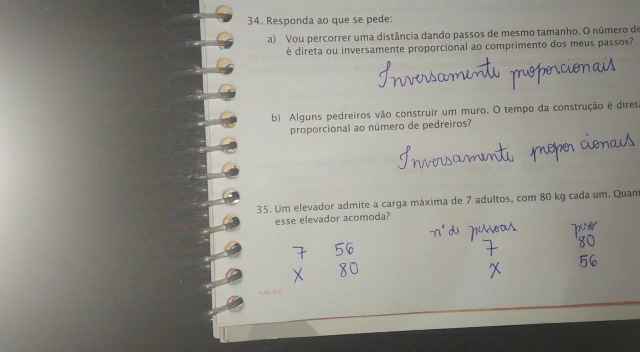 34. Responda ao que se pede:
a) Vou percorrer uma distância dando passos de mesmo tamanho. O número de
é direta ou inversamente proporcional ao comprimento dos meus passos?
Inversamente proporcionais
b) Alguns pedreiros vão construir um muro. O tempo da construção é diret
proporcional ao número de pedreiros?
Inversamente proporcionais
35. Um elevador admite a carga máxima de 7 adultos, com 80 kg cada um. Quant
esse elevador acomoda?
n° de pessoas peso
7 56 7 80
X 80 X 56